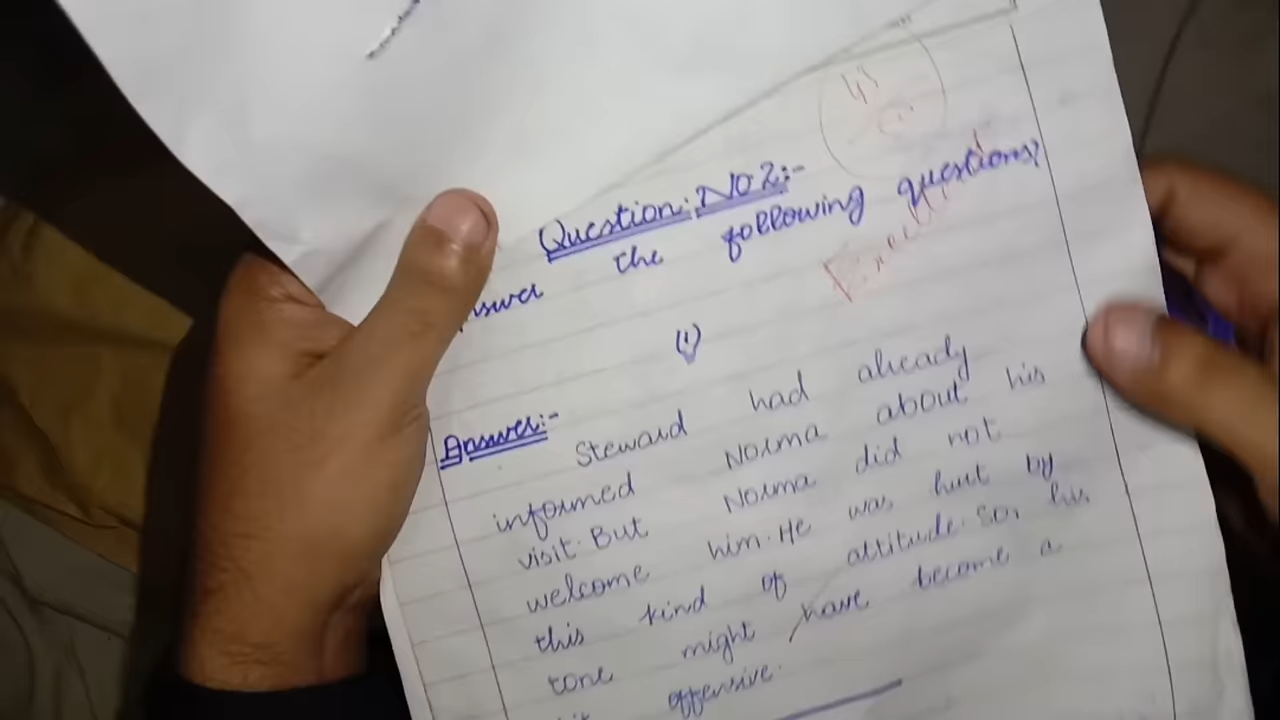 Question: No 2:-
the following questions?
(1)
Answer:- Steward had already
informed Norma about his
visit. But Norma did not
welcome him. He was hurt by
this kind of attitude. So, his
tone might have become a
offensive.